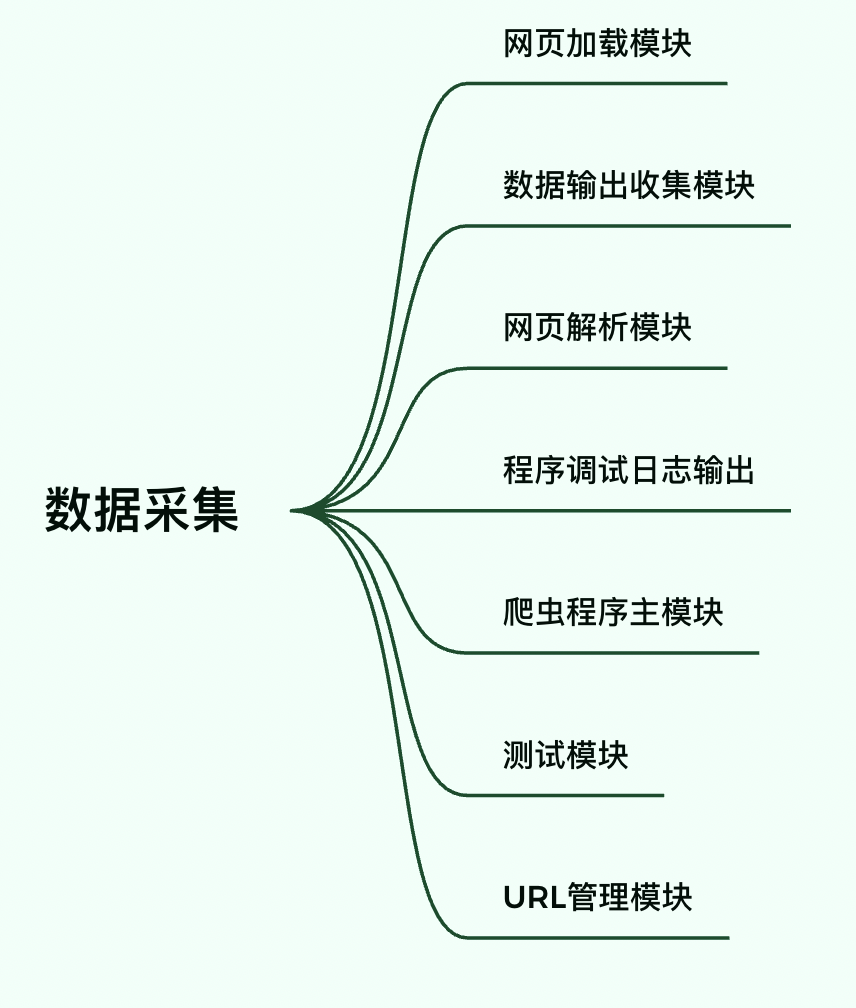 网页加载模块
数据输出收集模块
网页解析模块
程序调试日志输出
数据采集
爬虫程序主模块
测试模块
URL管理模块